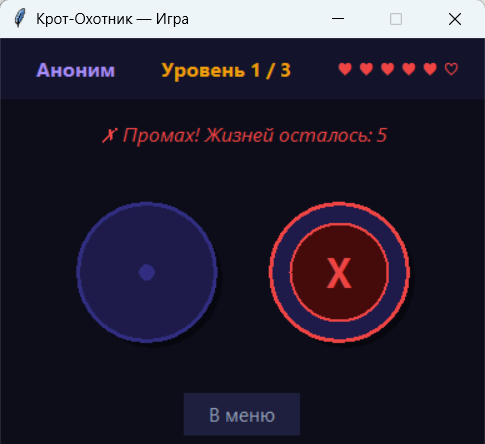 Крот-Охотник — Игра
Аноним Уровень 1 / 3 ♥ ♥ ♥ ♥ ♥ ♡
✗ Промах! Жизней осталось: 5
X
В меню